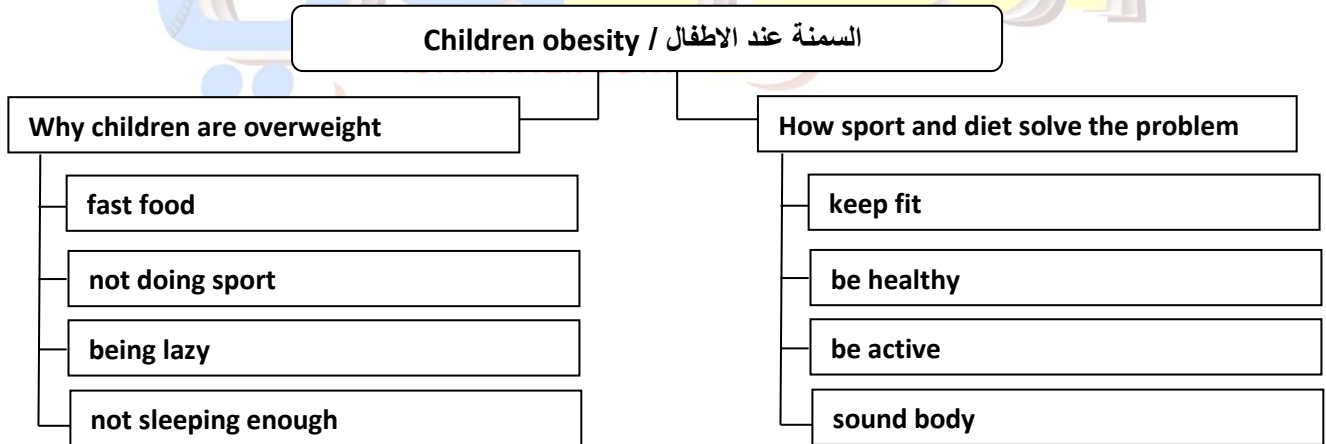 Children obesity / السمنة عند الاطفال
Why children are overweight
fast food
not doing sport
being lazy
not sleeping enough
How sport and diet solve the problem
keep fit
be healthy
be active
sound body